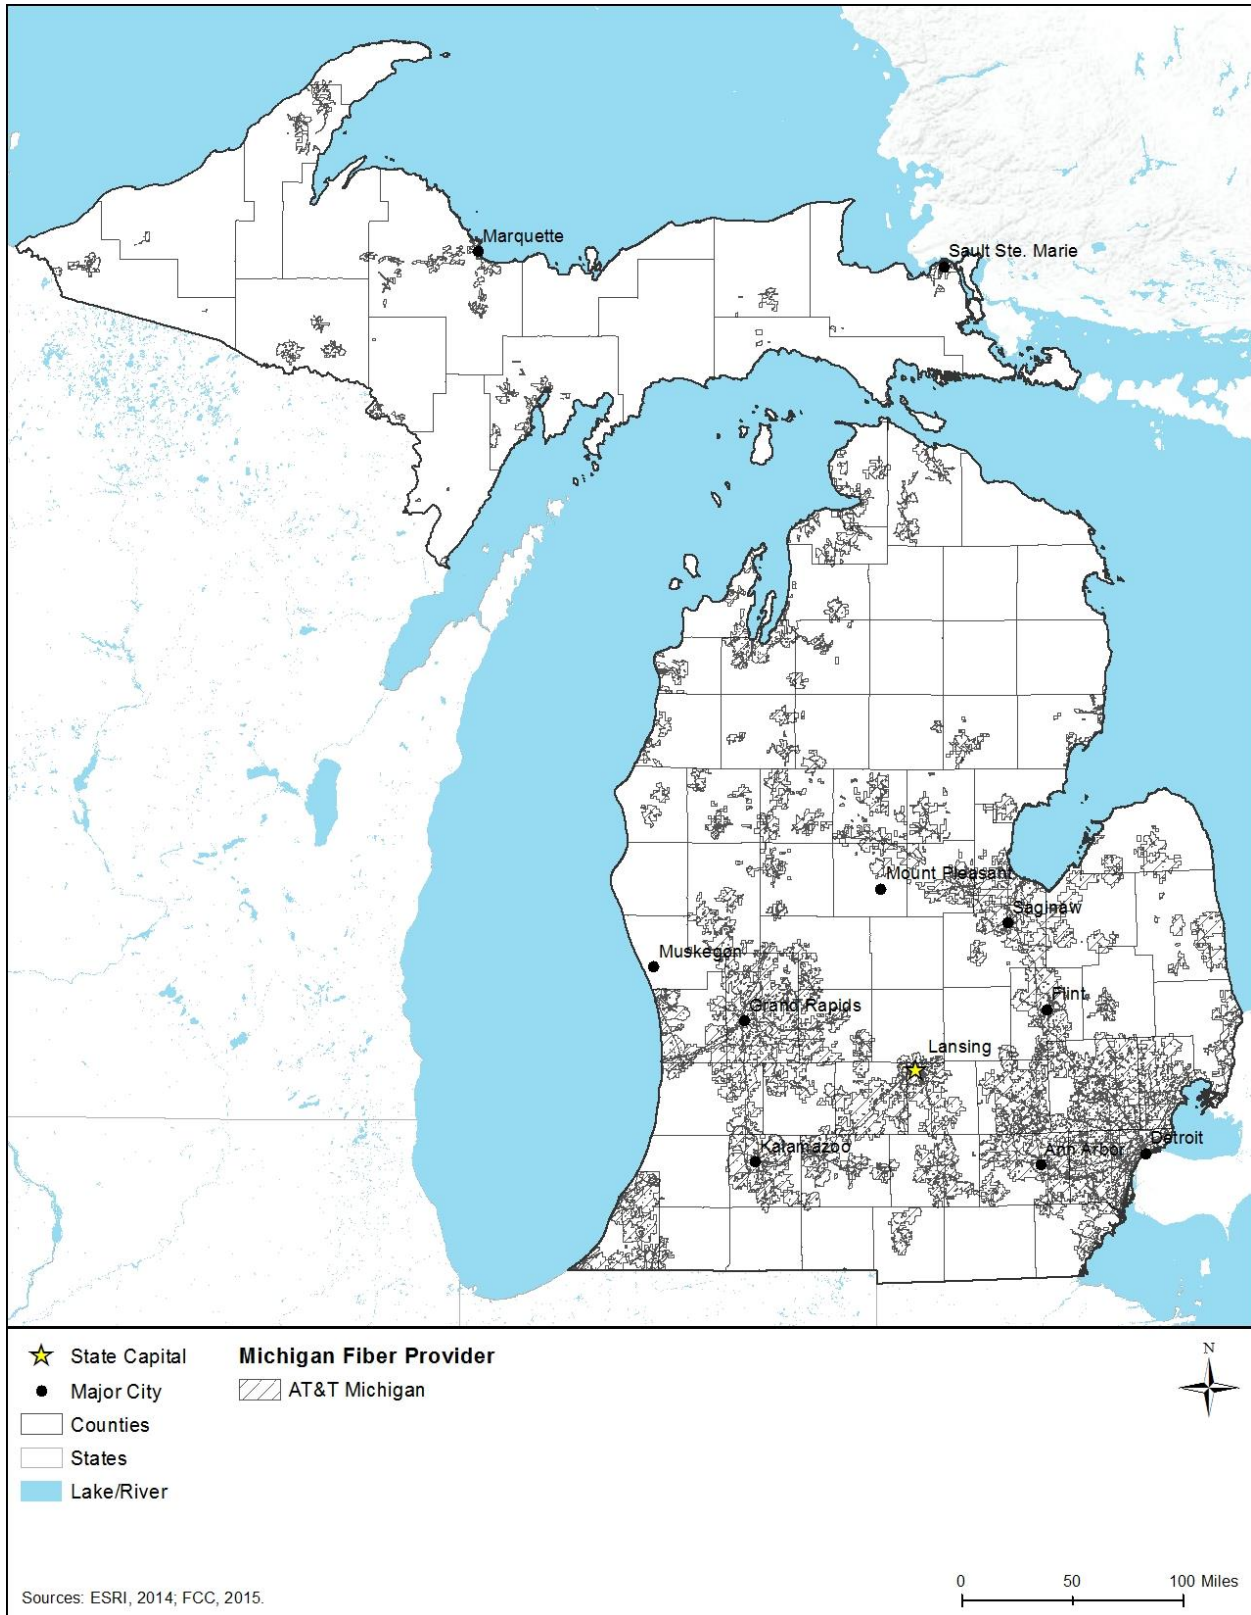 Marquette
Sault Ste. Marie
Mount Pleasant
Saginaw
Muskegon
Grand Rapids
Flint
Lansing
Kalamazoo
Ann Arbor
Detroit
State Capital
Major City
Counties
States
Lake/River
Michigan Fiber Provider
AT&T Michigan
N
Sources: ESRI, 2014; FCC, 2015.
0 50 100 Miles